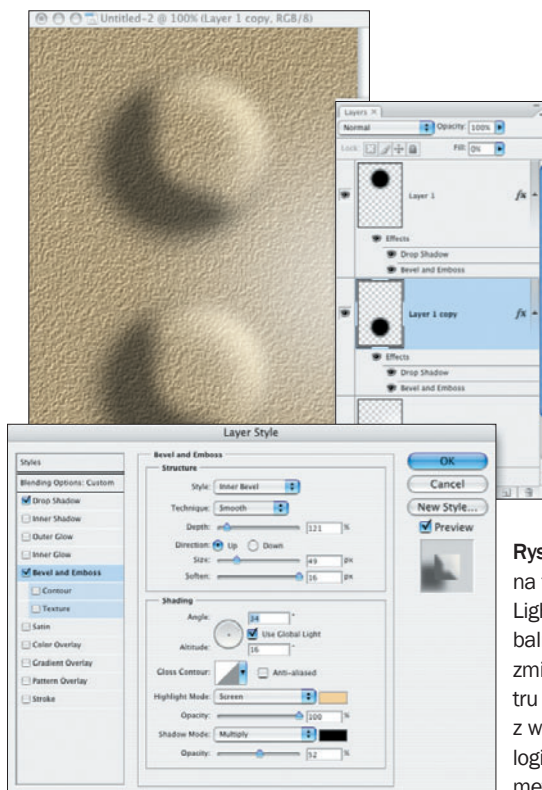 Untitled-2 @ 100% (Layer 1 copy, RGB/8)
Layers ×
Normal Opacity: 100%
Lock: Fill: 0%
Layer 1 fx
Effects
Drop Shadow
Bevel and Emboss
Layer 1 copy fx
Effects
Drop Shadow
Bevel and Emboss
Layer Style
Styles
Blending Options: Custom
Drop Shadow
Inner Shadow
Outer Glow
Inner Glow
Bevel and Emboss
Contour
Texture
Satin
Color Overlay
Gradient Overlay
Pattern Overlay
Stroke
Bevel and Emboss
Structure
Style: Inner Bevel
Technique: Smooth
Depth: 121 %
Direction: Up Down
Size: 49 px
Soften: 16 px
Shading
Angle: 34 °
Use Global Light
Altitude: 16 °
Gloss Contour: Anti-aliased
Highlight Mode: Screen
Opacity: 100 %
Shadow Mode: Multiply
Opacity: 52 %
OK
Cancel
New Style...
Preview
Rys
na
Ligh
bal
zmi
tru
z w
logi
me